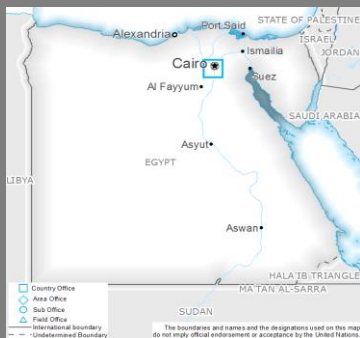 STATE OF PALESTINE
Port Said
Alexandria
ISRAEL
Ismailia
JORDAN
Cairo
Suez
Al Fayyum
SAUDI ARABIA
Asyut
EGYPT
LIBYA
Aswan
HALA'IB TRIANGLE
MA'TAN AL-SARRA
SUDAN
Country Office
Area Office
Sub Office
Field Office
International boundary
Undetermined Boundary
The boundaries and names and the designations used on this map
do not imply official endorsement or acceptance by the United Nations.